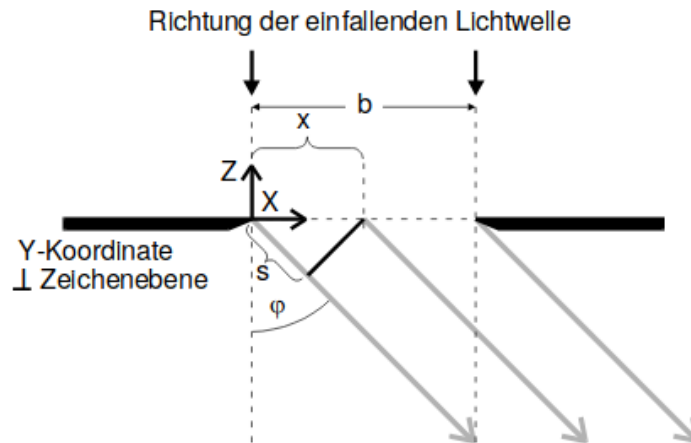 Richtung der einfallenden Lichtwelle
b
x
Z
X
Y-Koordinate
⊥ Zeichenebene
s
φ